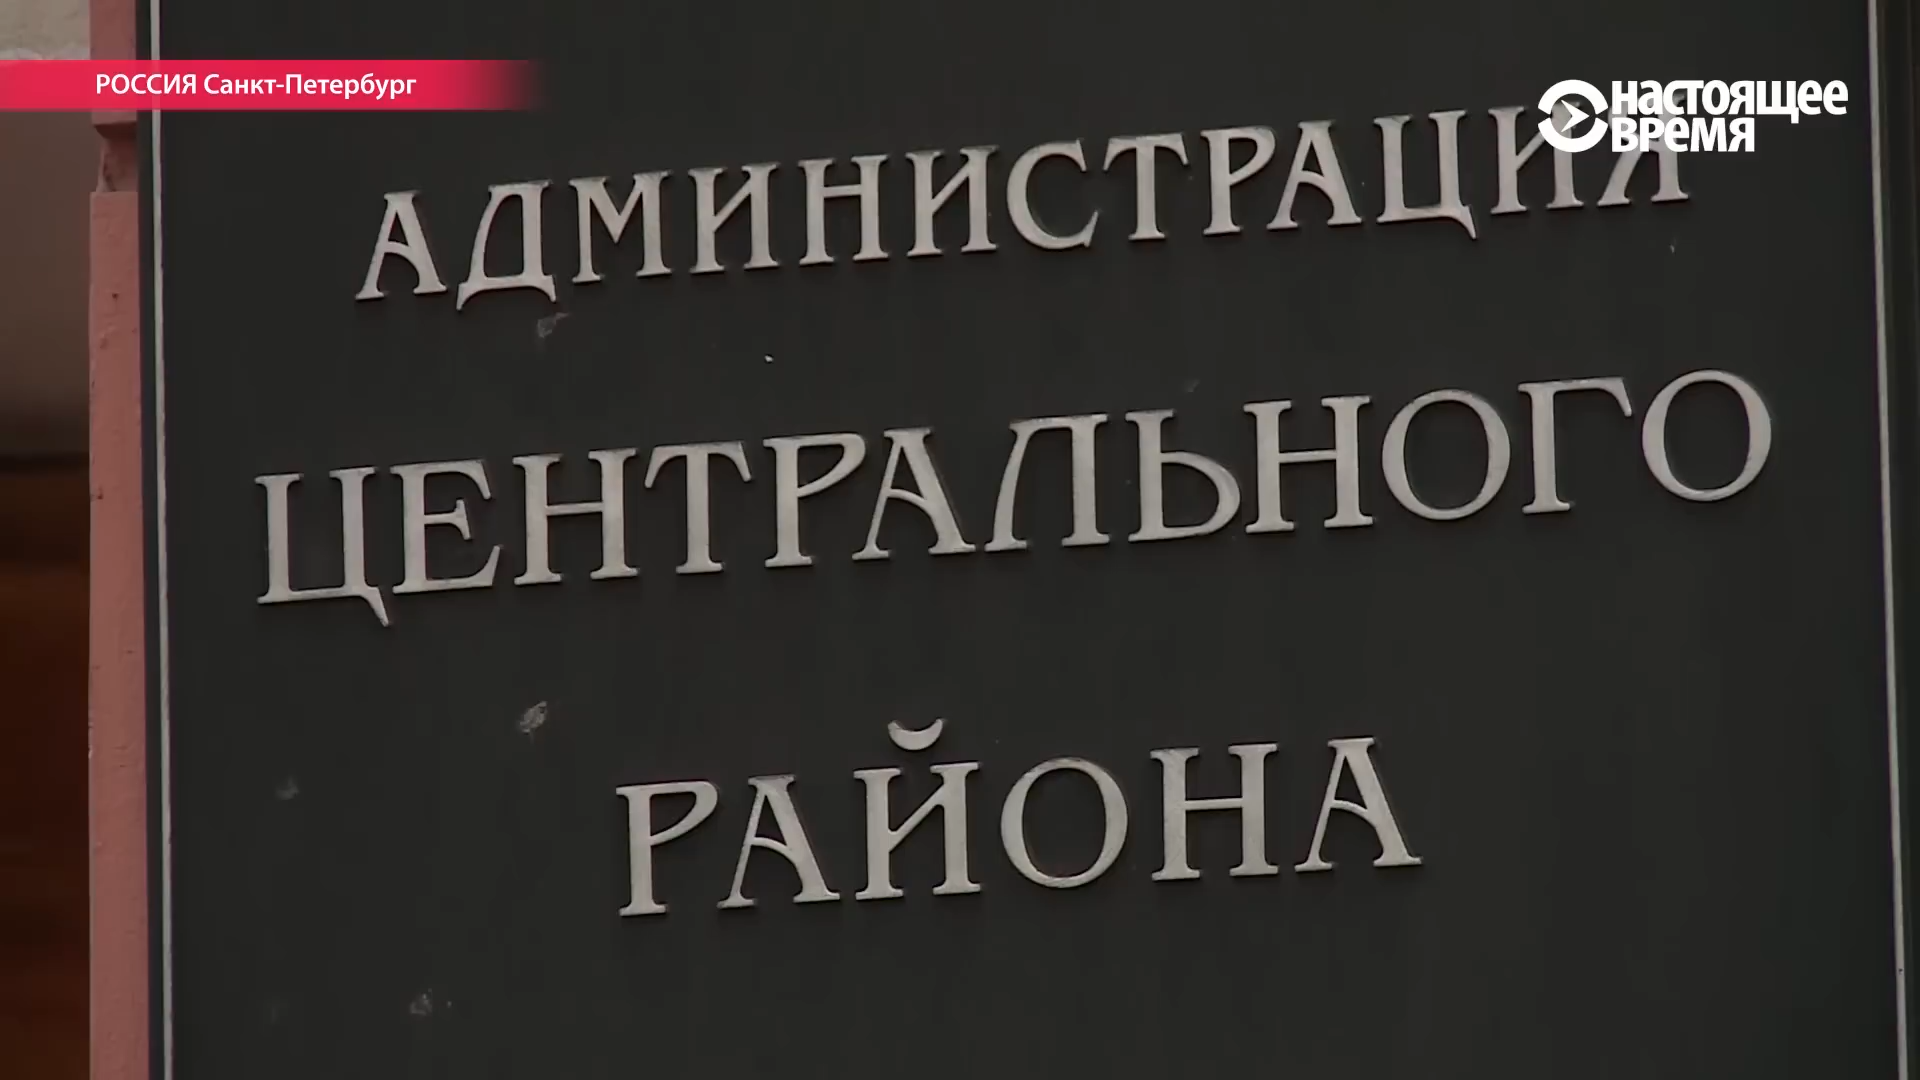 РОССИЯ Санкт-Петербург
НАСТОЯЩЕЕ
ВРЕМЯ
АДМИНИСТРАЦИЯ
ЦЕНТРАЛЬНОГО
РАЙОНА